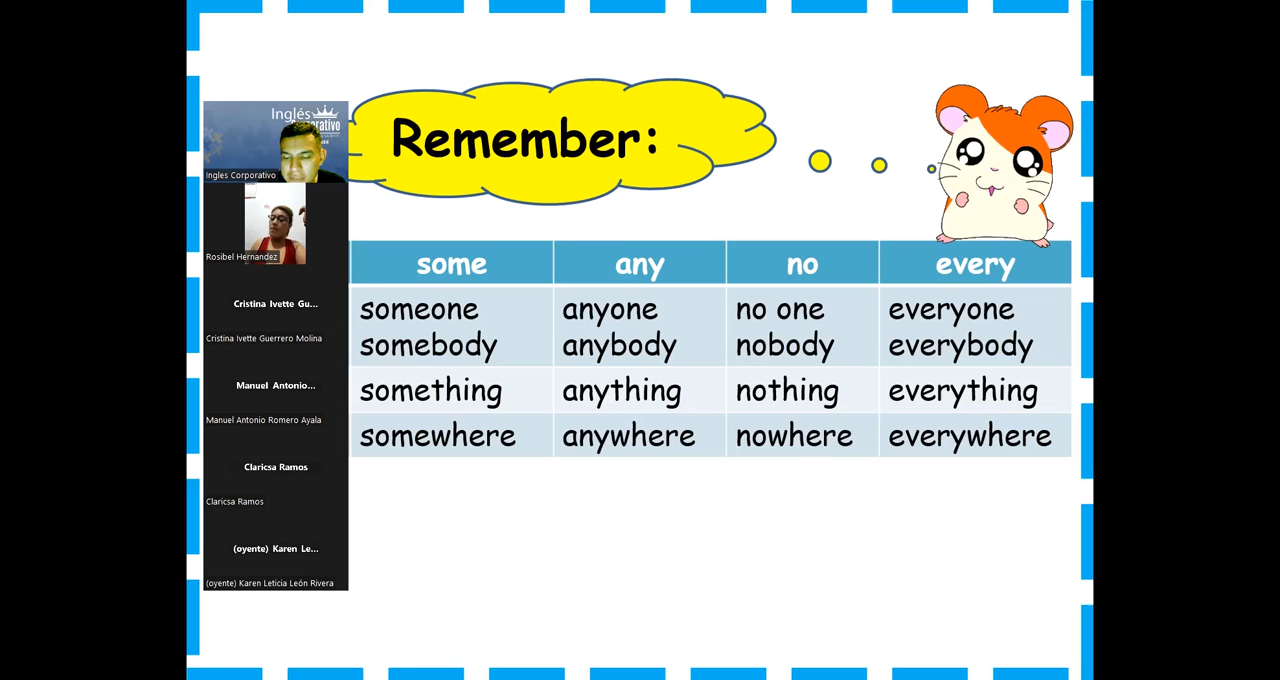 Remember:
Inglés
Ingles Corporativo
Rosibel Hernandez
Cristina Ivette Gu...
Cristina Ivette Guerrero Molina
Manuel Antonio...
Manuel Antonio Romero Ayala
Claricsa Ramos
Claricsa Ramos
(oyente) Karen Le...
(oyente) Karen Leticia León Rivera
some any no every
someone anyone no one everyone
somebody anybody nobody everybody
something anything nothing everything
somewhere anywhere nowhere everywhere